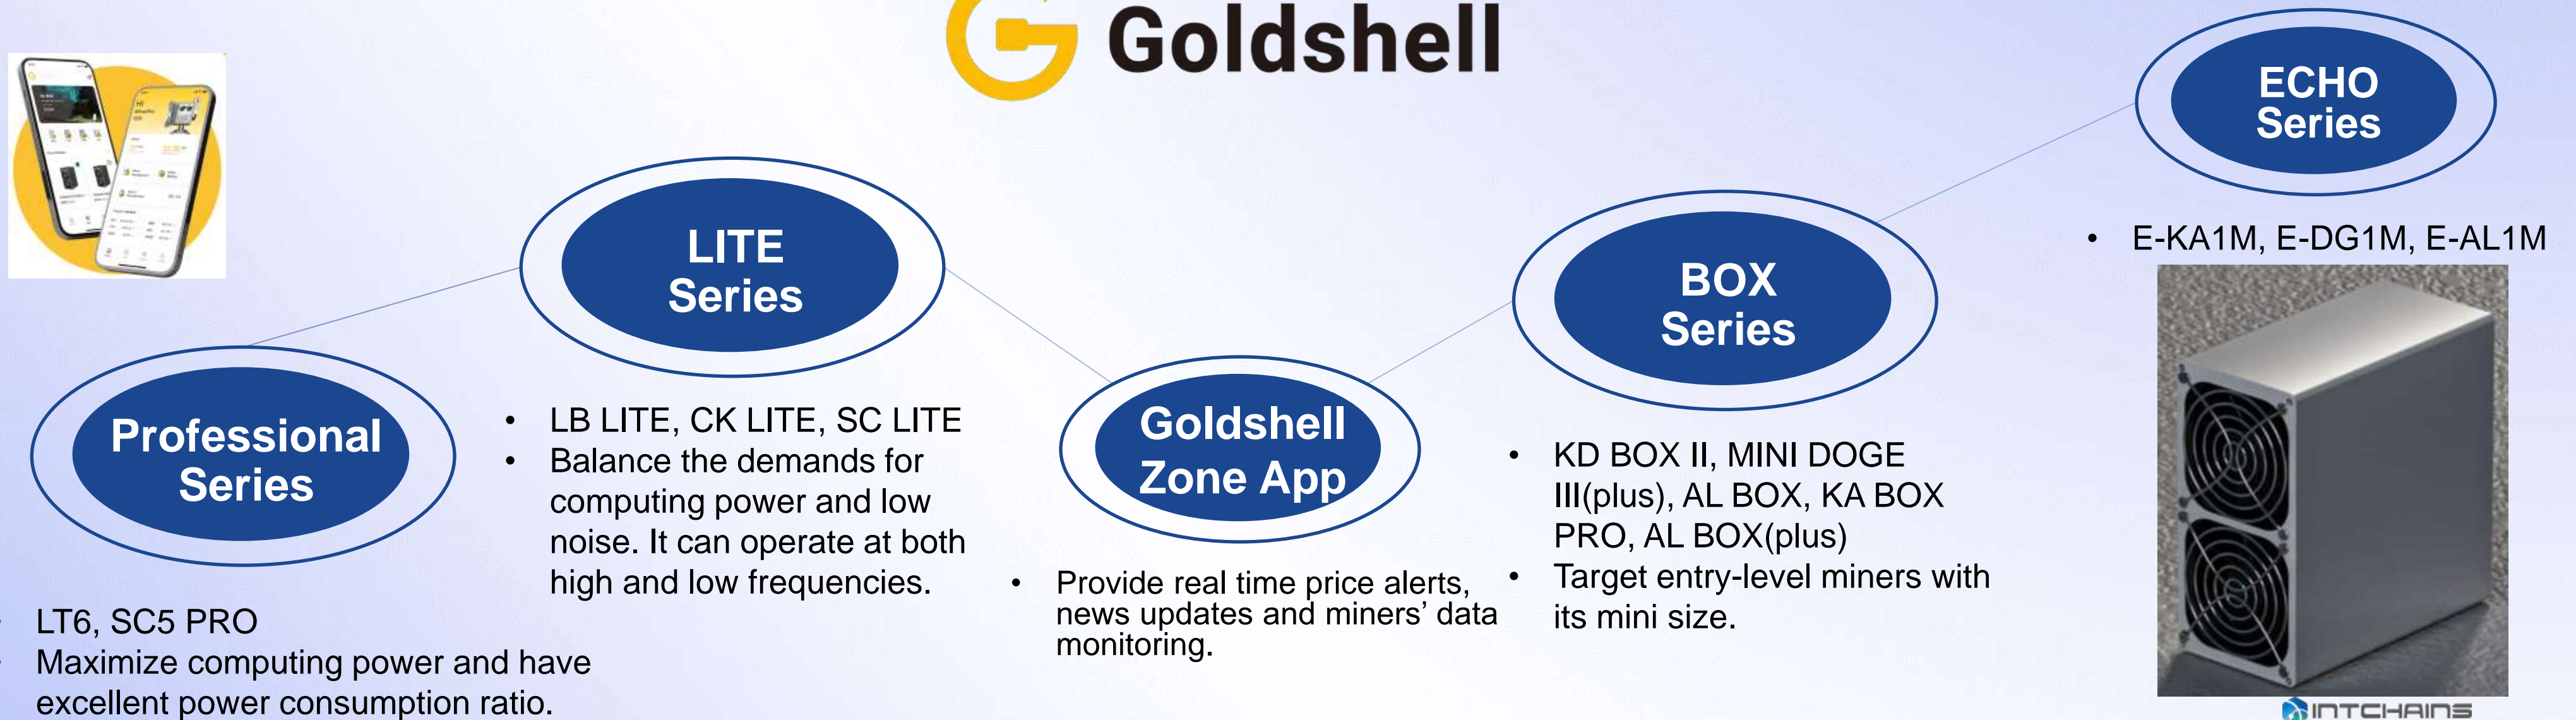 Goldshell
Professional
Series
• LT6, SC5 PRO
• Maximize computing power and have
excellent power consumption ratio.
LITE
Series
• LB LITE, CK LITE, SC LITE
• Balance the demands for
computing power and low
noise. It can operate at both
high and low frequencies.
Goldshell
Zone App
• Provide real time price alerts,
news updates and miners’ data
monitoring.
BOX
Series
• KD BOX II, MINI DOGE
III(plus), AL BOX, KA BOX
PRO, AL BOX(plus)
• Target entry-level miners with
its mini size.
ECHO
Series
• E-KA1M, E-DG1M, E-AL1M
INTCHAINS